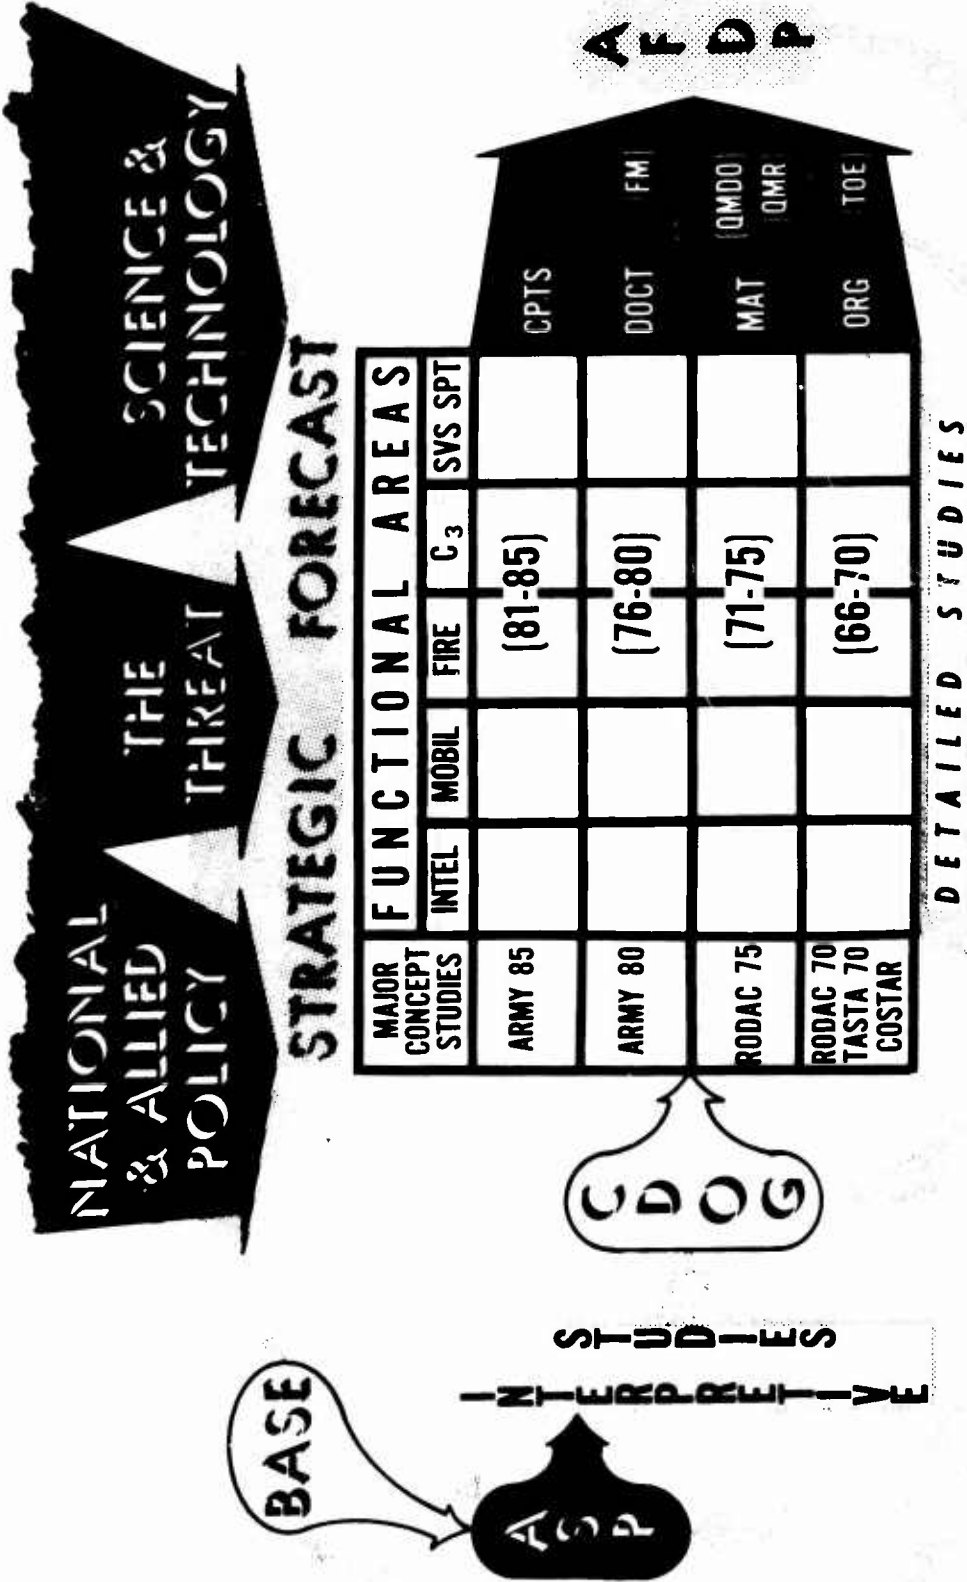 NATIONAL
& ALLIED
POLICY
THE
THREAT
SCIENCE &
TECHNOLOGY
STRATEGIC FORECAST
BASE
ASP
INTERPRETIVE
STUDIES
CDOG
MAJOR
CONCEPT
STUDIES
FUNCTIONAL AREAS
INTEL MOBIL FIRE C3 SVS SPT
ARMY 85 (81-85) CPTS
ARMY 80 (76-80) DOCT (FM)
RODAC 75 (71-75) MAT (QMDO)
(QMR)
RODAC 70
TASTA 70
COSTAR
(66-70) ORG (TOE)
AFDP
DETAILED STUDIES